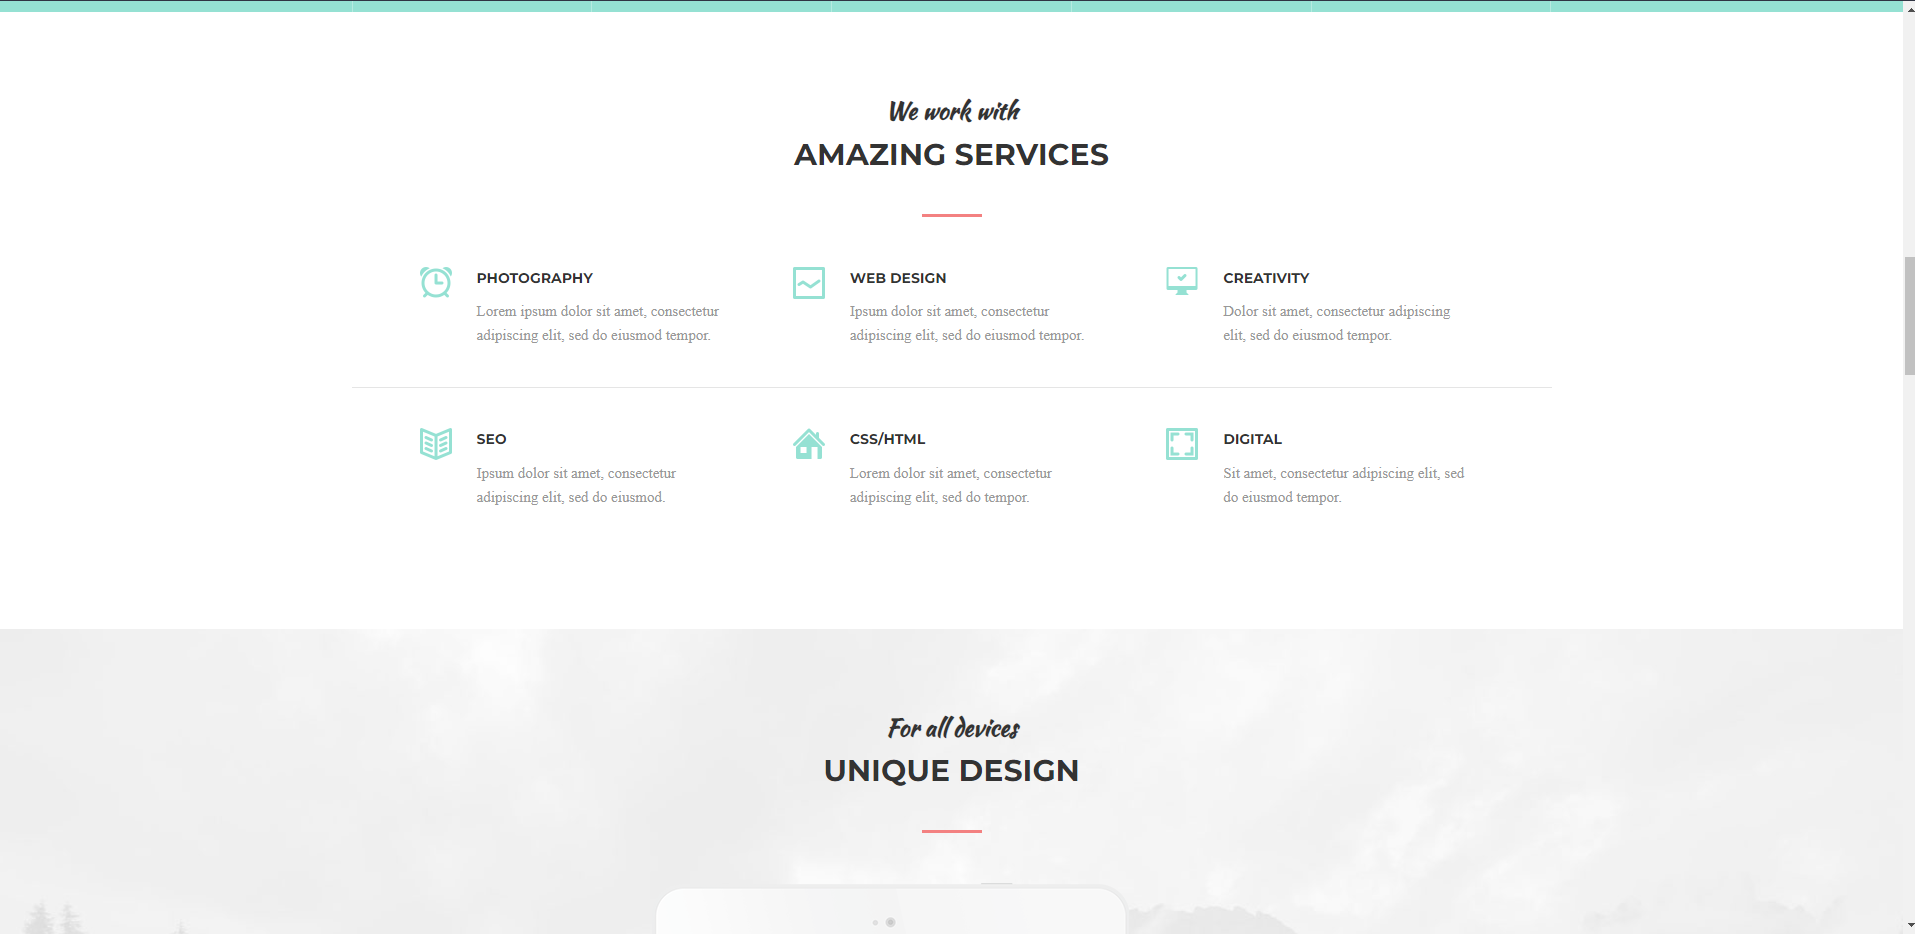 We work with
AMAZING SERVICES
PHOTOGRAPHY
Lorem ipsum dolor sit amet, consectetur
adipiscing elit, sed do eiusmod tempor.
WEB DESIGN
Ipsum dolor sit amet, consectetur
adipiscing elit, sed do eiusmod tempor.
CREATIVITY
Dolor sit amet, consectetur adipiscing
elit, sed do eiusmod tempor.
SEO
Ipsum dolor sit amet, consectetur
adipiscing elit, sed do eiusmod.
CSS/HTML
Lorem dolor sit amet, consectetur
adipiscing elit, sed do tempor.
DIGITAL
Sit amet, consectetur adipiscing elit, sed
do eiusmod tempor.
For all devices
UNIQUE DESIGN